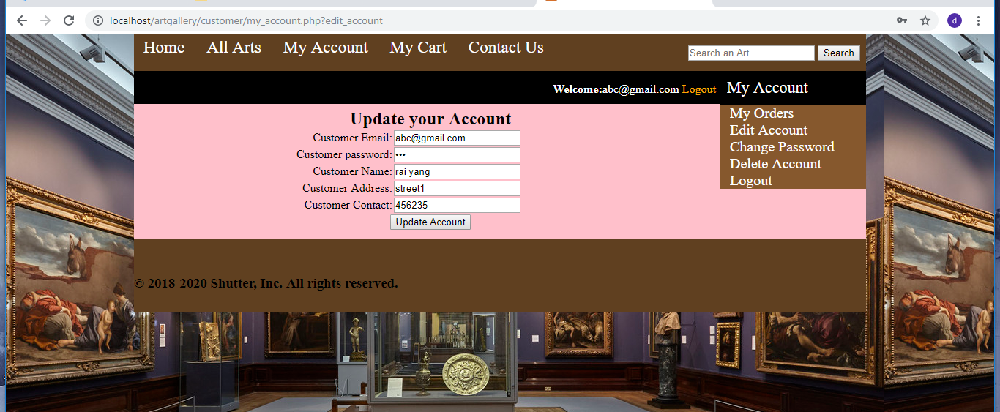 localhost/artgallery/customer/my_account.php?edit_account
d
Home All Arts My Account My Cart Contact Us
Search an Art Search
Welcome:abc@gmail.com Logout
My Account
My Orders
Edit Account
Change Password
Delete Account
Logout
Update your Account
Customer Email: abc@gmail.com
Customer password: •••
Customer Name: rai yang
Customer Address: street1
Customer Contact: 456235
Update Account
© 2018-2020 Shutter, Inc. All rights reserved.